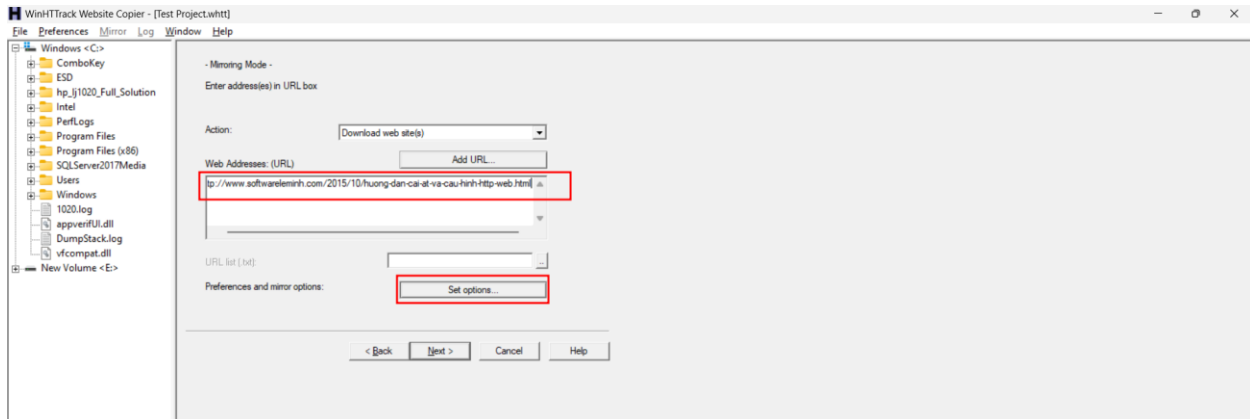 WinHTTrack Website Copier - [Test Project.whtt]
File Preferences Mirror Log Window Help
Windows <C:>
ComboKey
ESD
hp_lj1020_Full_Solution
Intel
PerfLogs
Program Files
Program Files (x86)
SQLServer2017Media
Users
Windows
1020.log
appverifUI.dll
DumpStack.log
vfcompat.dll
New Volume <E:>
- Mirroring Mode -
Enter address(es) in URL box
Action:
Download web site(s)
Web Addresses: (URL)
Add URL...
tp://www.softwareleminh.com/2015/10/huong-dan-cai-at-va-cau-hinh-http-web.html
URL list (.txt):
..
Preferences and mirror options:
Set options...
< Back
Next >
Cancel
Help